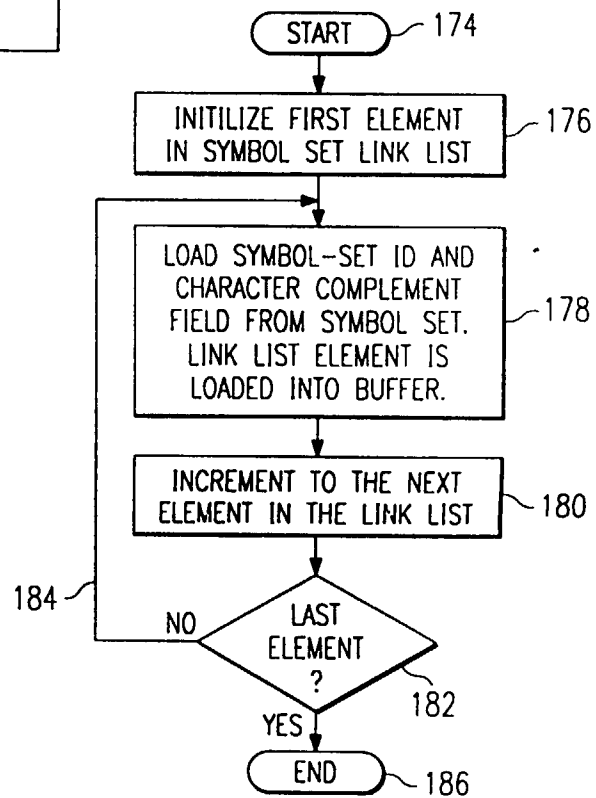 START
174
INITILIZE FIRST ELEMENT
IN SYMBOL SET LINK LIST
176
LOAD SYMBOL-SET ID AND
CHARACTER COMPLEMENT
FIELD FROM SYMBOL SET.
LINK LIST ELEMENT IS
LOADED INTO BUFFER.
178
INCREMENT TO THE NEXT
ELEMENT IN THE LINK LIST
180
184
NO
LAST
ELEMENT
?
182
YES
END
186